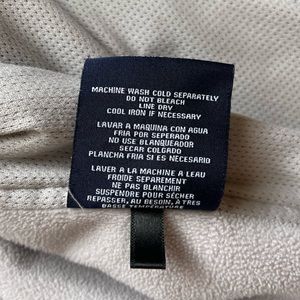 MACHINE WASH COLD SEPARATELY
DO NOT BLEACH
LINE DRY
COOL IRON IF NECESSARY
LAVAR A MAQUINA CON AGUA
FRIA POR SEPERADO
NO USE BLANQUEADOR
SECAR COLGADO
PLANCHA FRIA SI ES NECESARIO
LAVER A LA MACHINE A LEAU
FROIDE SEPAREMENT
NE PAS BLANCHIR
SUSPENDRE POUR SÉCHER
REPASSER, AU BESOIN, À TRÈS
BASSE TEMPÉRATURE